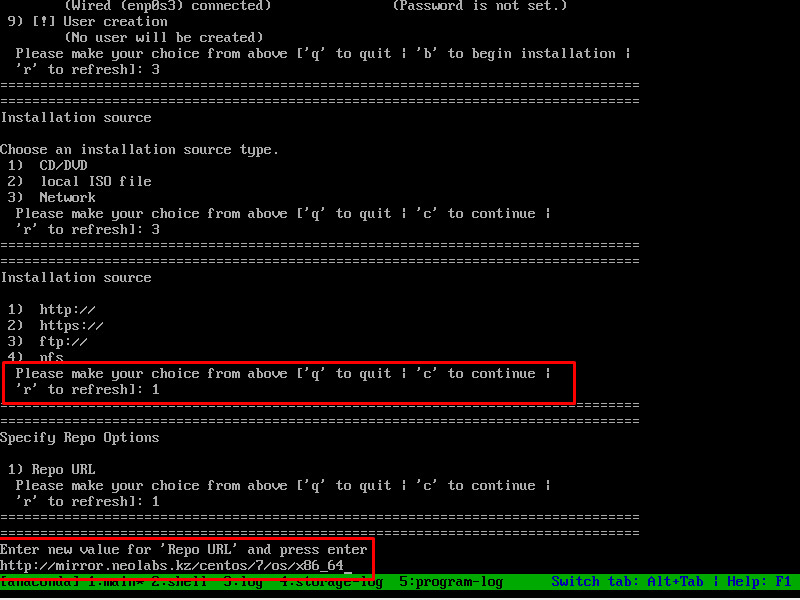 (Wired (enp0s3) connected) (Password is not set.)
9) [!] User creation
(No user will be created)
Please make your choice from above ['q' to quit | 'b' to begin installation |
'r' to refresh]: 3
================================================================================
================================================================================
Installation source

Choose an installation source type.
1) CD/DVD
2) local ISO file
3) Network
Please make your choice from above ['q' to quit | 'c' to continue |
'r' to refresh]: 3
================================================================================
================================================================================
Installation source

1) http://
2) https://
3) ftp://
4) nfs
Please make your choice from above ['q' to quit | 'c' to continue |
'r' to refresh]: 1
================================================================================
================================================================================
Specify Repo Options

1) Repo URL
Please make your choice from above ['q' to quit | 'c' to continue |
'r' to refresh]: 1
================================================================================
================================================================================
Enter new value for 'Repo URL' and press enter
http://mirror.neolabs.kz/centos/7/os/x86_64_
[anaconda] 1:main* 2:shell 3:log 4:storage-log 5:program-log Switch tab: Alt+Tab | Help: F1